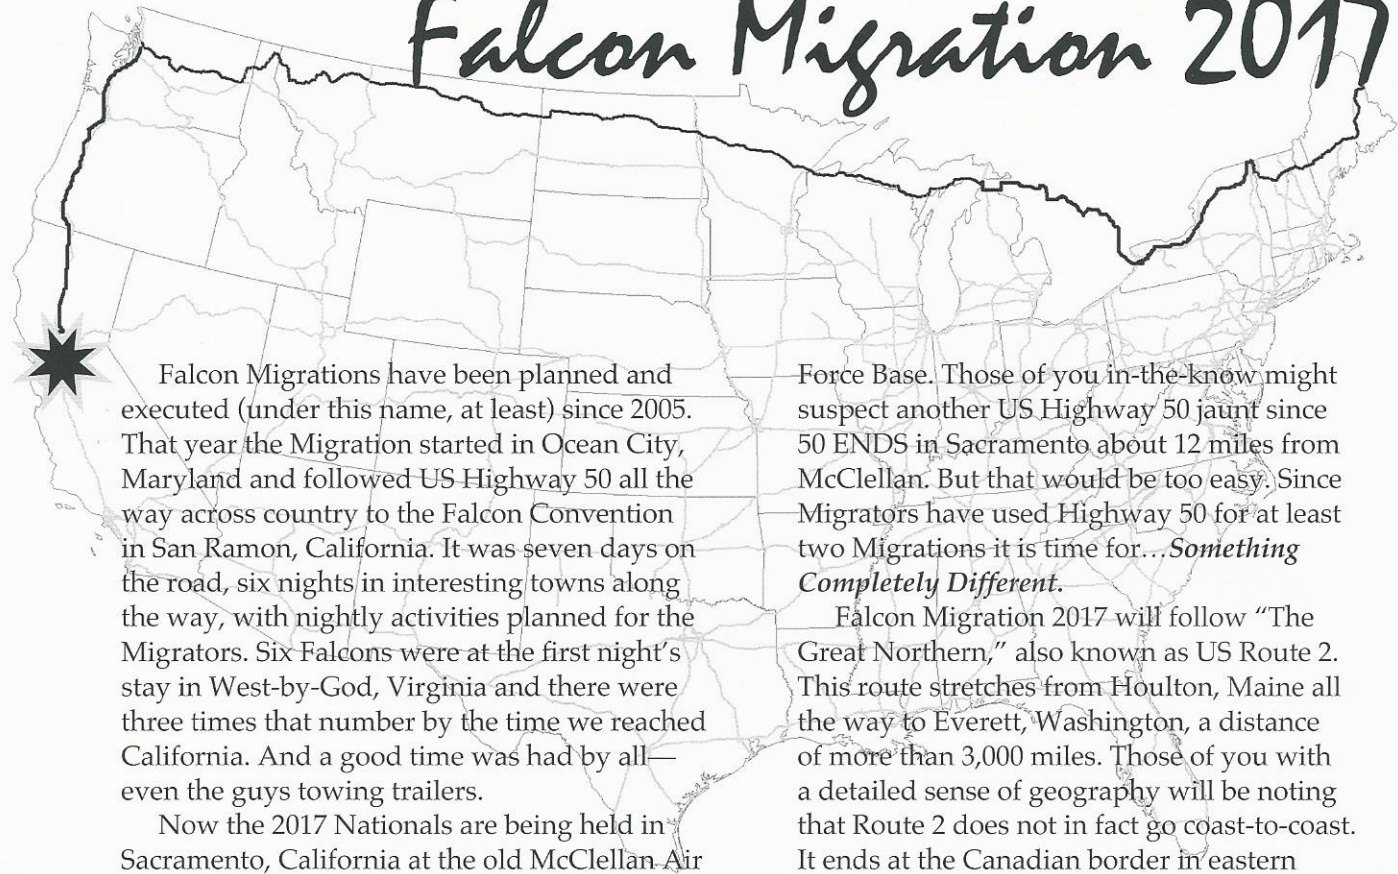 Falcon Migration 2017
Falcon Migrations have been planned and
executed (under this name, at least) since 2005.
That year the Migration started in Ocean City,
Maryland and followed US Highway 50 all the
way across country to the Falcon Convention
in San Ramon, California. It was seven days on
the road, six nights in interesting towns along
the way, with nightly activities planned for the
Migrators. Six Falcons were at the first night’s
stay in West-by-God, Virginia and there were
three times that number by the time we reached
California. And a good time was had by all—
even the guys towing trailers.
Now the 2017 Nationals are being held in
Sacramento, California at the old McClellan Air
Force Base. Those of you in-the-know might
suspect another US Highway 50 jaunt since
50 ENDS in Sacramento about 12 miles from
McClellan. But that would be too easy. Since
Migrators have used Highway 50 for at least
two Migrations it is time for…Something
Completely Different.
Falcon Migration 2017 will follow “The
Great Northern,” also known as US Route 2.
This route stretches from Houlton, Maine all
the way to Everett, Washington, a distance
of more than 3,000 miles. Those of you with
a detailed sense of geography will be noting
that Route 2 does not in fact go coast-to-coast.
It ends at the Canadian border in eastern